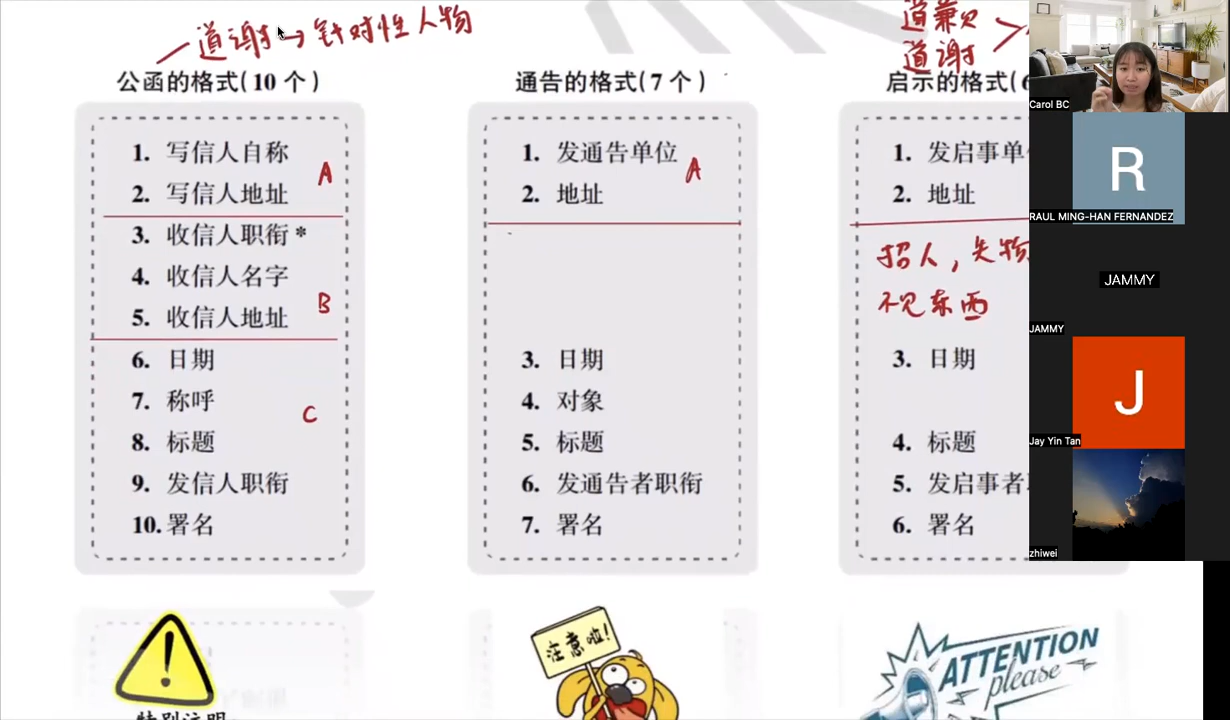 道谢 → 针对性人物
公函的格式(10 个)
1. 写信人自称
2. 写信人地址
A
3. 收信人职衔 *
4. 收信人名字
5. 收信人地址
B
6. 日期
7. 称呼
C
8. 标题
9. 发信人职衔
10. 署名
通告的格式(7 个)
1. 发通告单位
A
2. 地址
3. 日期
4. 对象
5. 标题
6. 发通告者职衔
7. 署名
道兼
道谢
启示的格式(6
1. 发启事单
2. 地址
招人，失物
不见东西
3. 日期
4. 标题
5. 发启事者
6. 署名
注意啦!
ATTENTION
please
Carol BC
R
RAUL MING-HAN FERNANDEZ
JAMMY
JAMMY
J
Jay Yin Tan
zhiwei